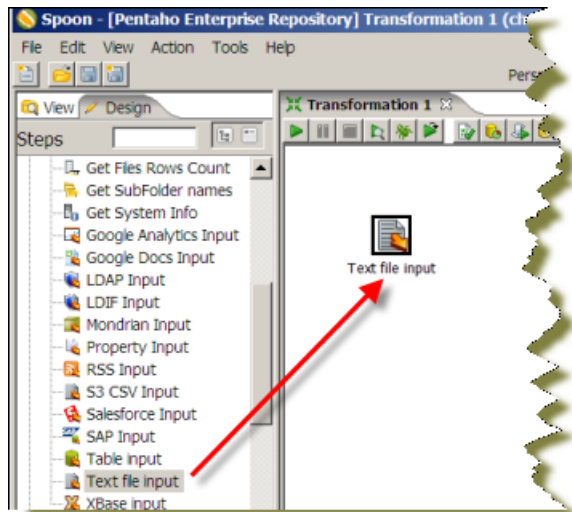 Spoon - [Pentaho Enterprise Repository] Transformation 1 (ch
File Edit View Action Tools Help
Pers
View Design
Transformation 1
Steps
Get Files Rows Count
Get SubFolder names
Get System Info
Google Analytics Input
Google Docs Input
LDAP Input
LDIF Input
Mondrian Input
Property Input
RSS Input
S3 CSV Input
Salesforce Input
SAP Input
Table input
Text file input
XBase input
Text file input